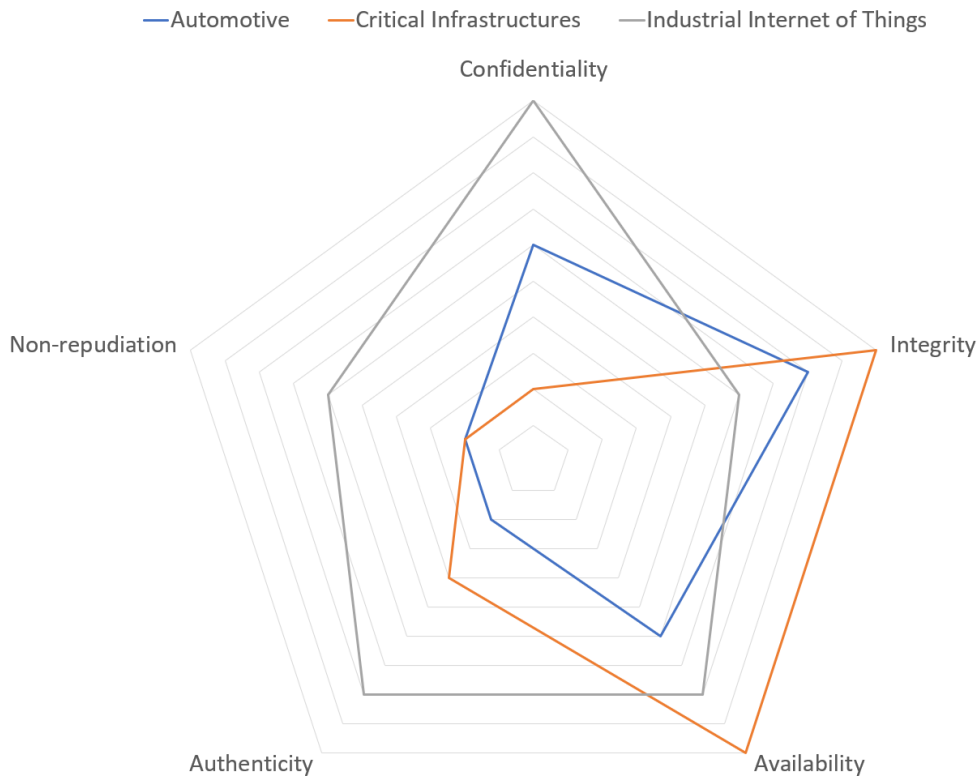 Automotive
Critical Infrastructures
Industrial Internet of Things
Confidentiality
Non-repudiation
Integrity
Authenticity
Availability